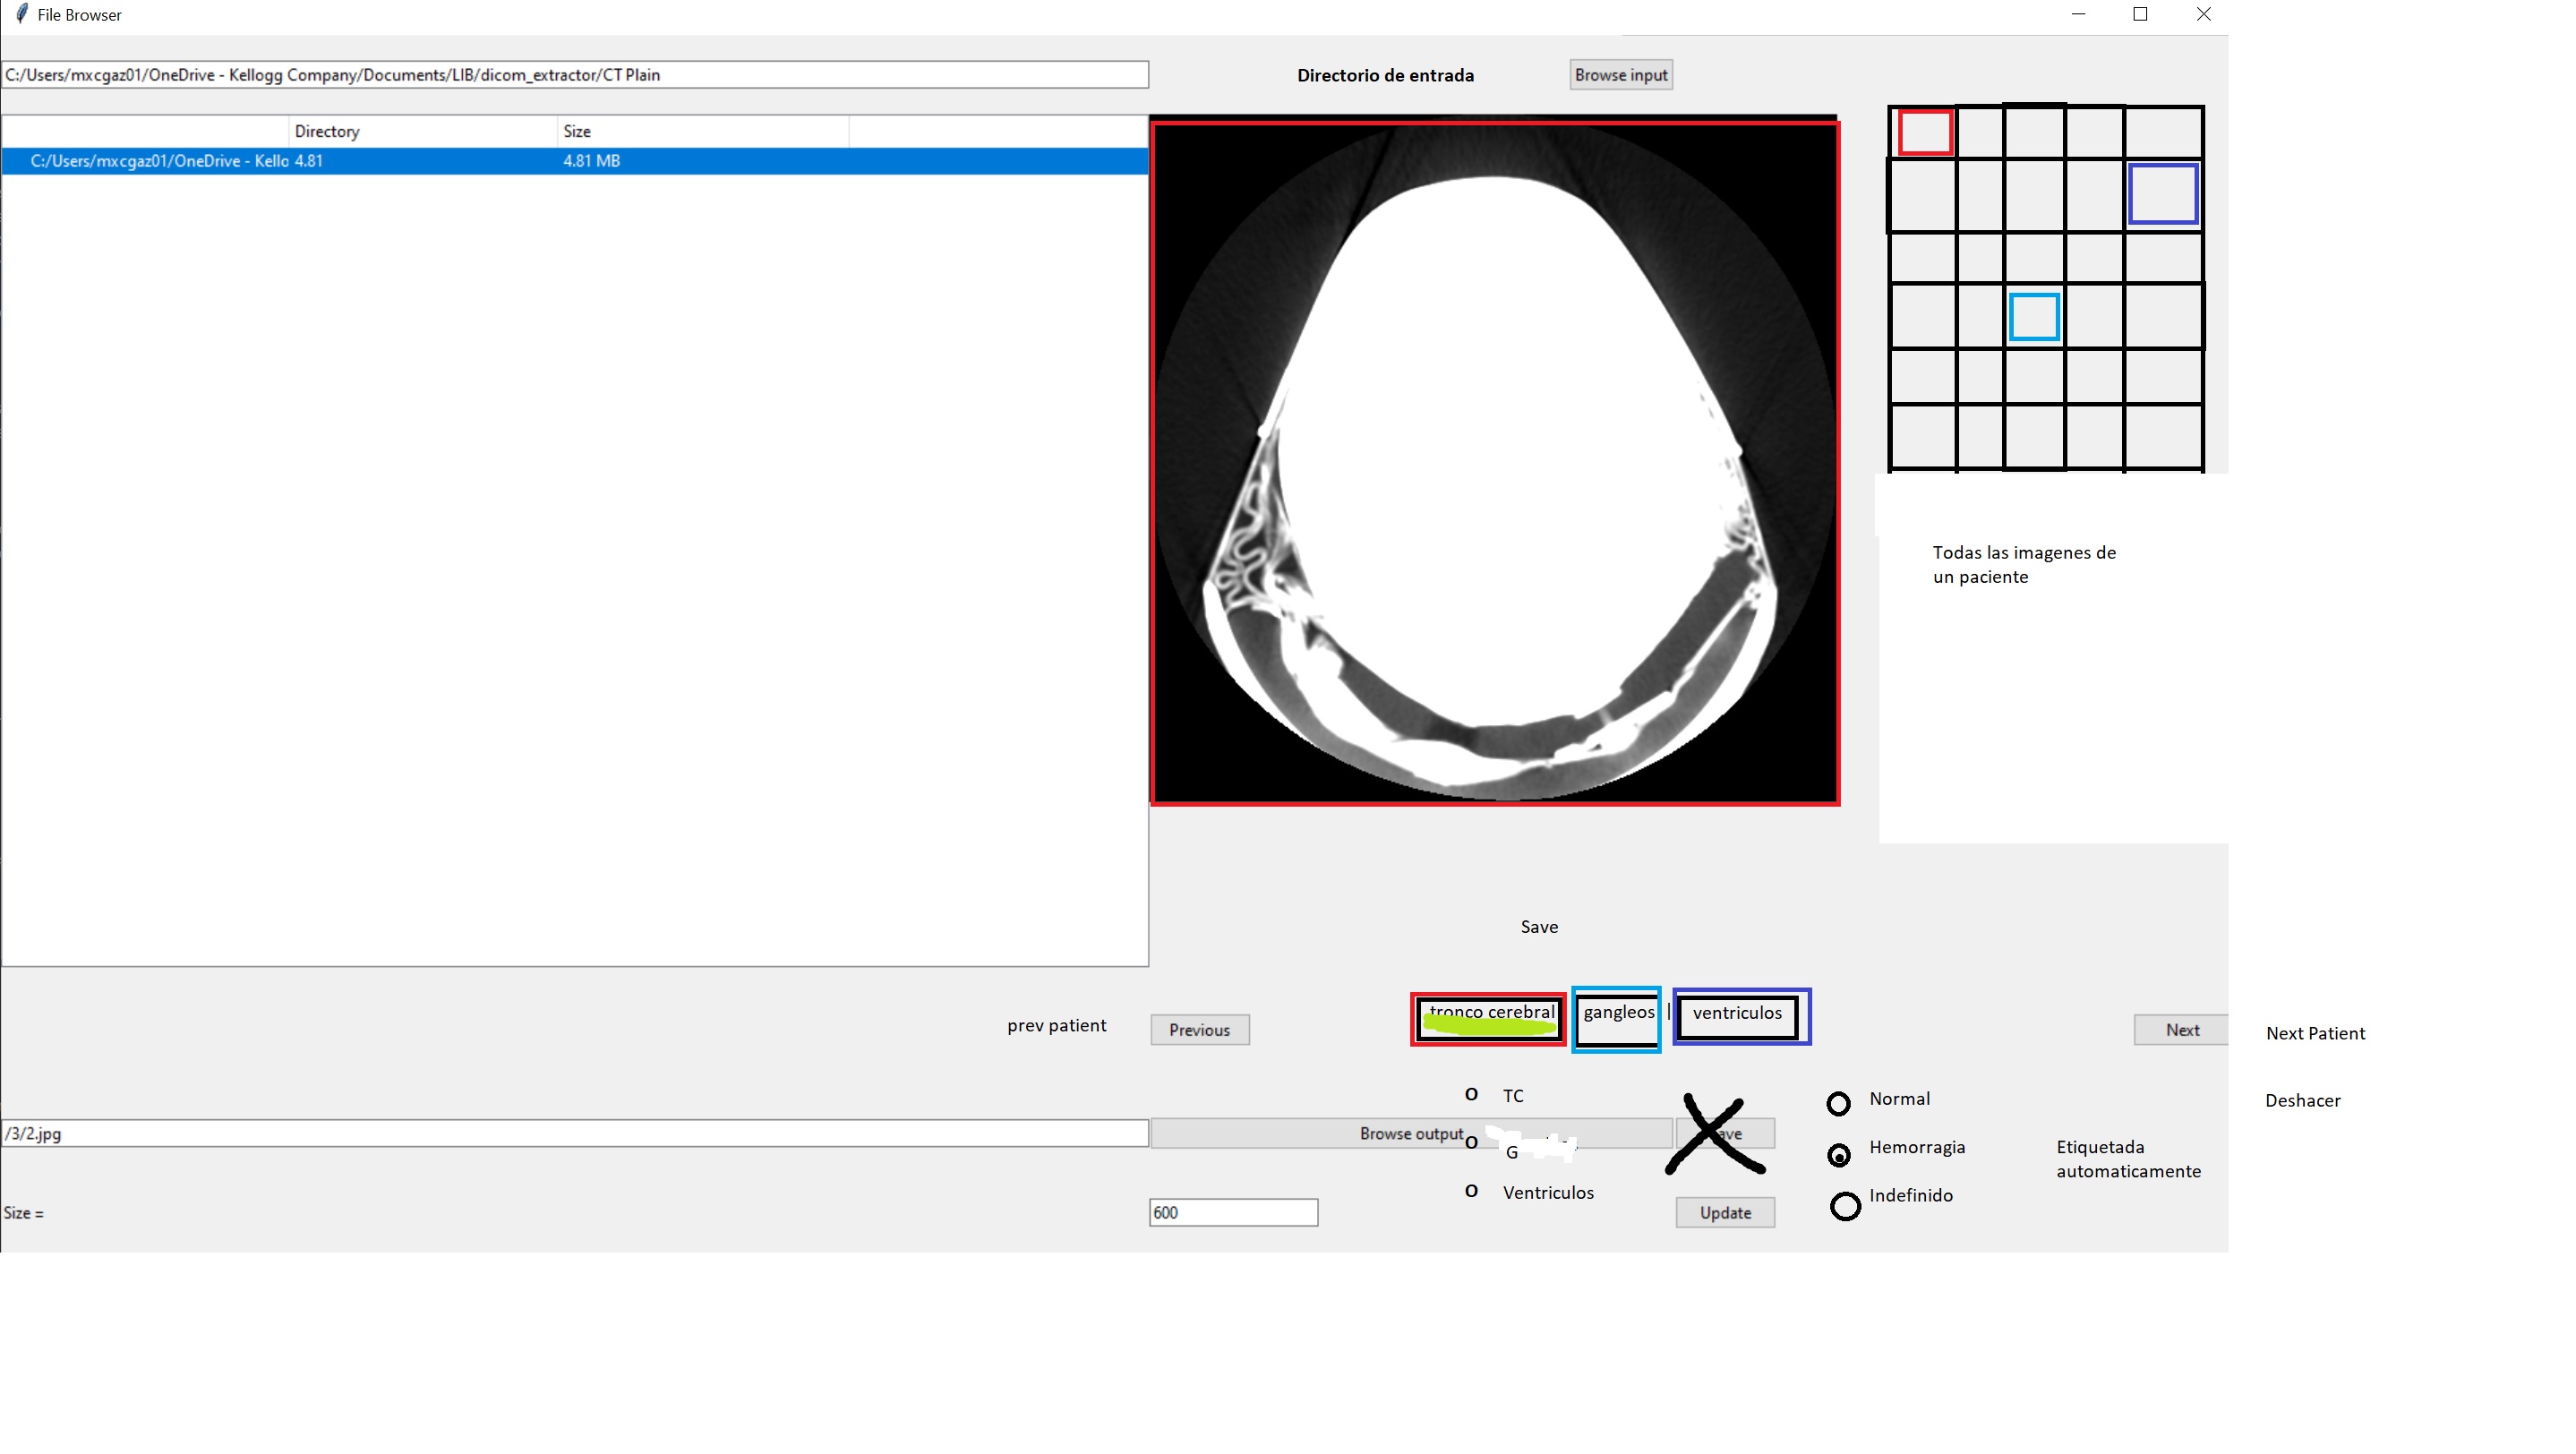 File Browser
C:/Users/mxcgaz01/OneDrive - Kellogg Company/Documents/LIB/dicom_extractor/CT Plain
Directorio de entrada
Browse input
Directory
Size
C:/Users/mxcgaz01/OneDrive - Kello
4.81
4.81 MB
Todas las imagenes de
un paciente
Save
prev patient
Previous
tronco cerebral
gangleos
ventriculos
Next
Next Patient
TC
Normal
Deshacer
/3/2.jpg
Browse output
G
Hemorragia
Etiquetada
automaticamente
Ventriculos
Indefinido
Size =
600
Update